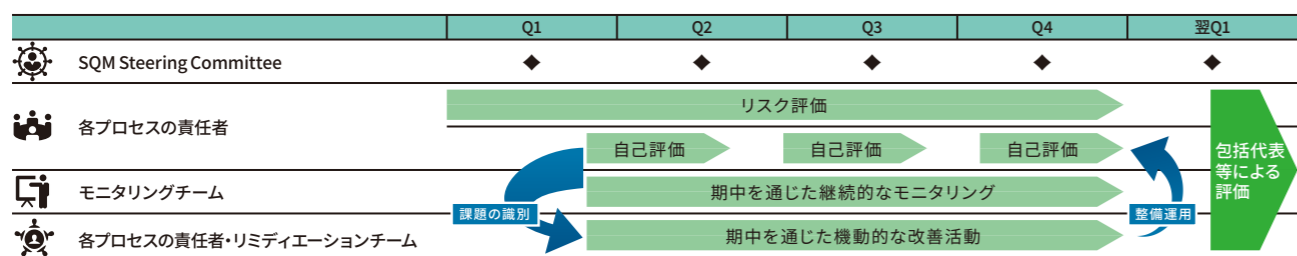 Q1 Q2 Q3 Q4 翌Q1
SQM Steering Committee
各プロセスの責任者
リスク評価
自己評価 自己評価 自己評価
包括代表
等による
評価
モニタリングチーム
期中を通じた継続的なモニタリング
課題の識別
整備運用
各プロセスの責任者・リミディエーションチーム
期中を通じた機動的な改善活動